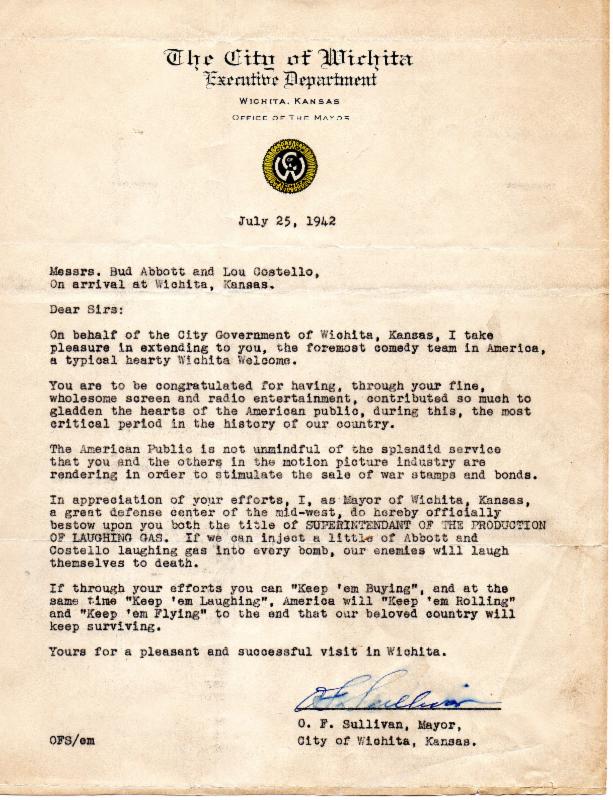 The City of Wichita
Executive Department
WICHITA, KANSAS
OFFICE OF THE MAYOR
July 25, 1942
Messrs. Bud Abbott and Lou Costello,
On arrival at Wichita, Kansas.
Dear Sirs:
On behalf of the City Government of Wichita, Kansas, I take
pleasure in extending to you, the foremost comedy team in America,
a typical hearty Wichita Welcome.
You are to be congratulated for having, through your fine,
wholesome screen and radio entertainment, contributed so much to
gladden the hearts of the American public, during this, the most
critical period in the history of our country.
The American Public is not unmindful of the splendid service
that you and the others in the motion picture industry are
rendering in order to stimulate the sale of war stamps and bonds.
In appreciation of your efforts, I, as Mayor of Wichita, Kansas,
a great defense center of the mid-west, do hereby officially
bestow upon you both the title of SUPERINTENDANT OF THE PRODUCTION
OF LAUGHING GAS. If we can inject a little of Abbott and
Costello laughing gas into every bomb, our enemies will laugh
themselves to death.
If through your efforts you can "Keep 'em Buying", and at the
same time "Keep 'em Laughing", America will "Keep 'em Rolling"
and "Keep 'em Flying" to the end that our beloved country will
keep surviving.
Yours for a pleasant and successful visit in Wichita.
O. F. Sullivan
O. F. Sullivan, Mayor,
OFS/em City of Wichita, Kansas.